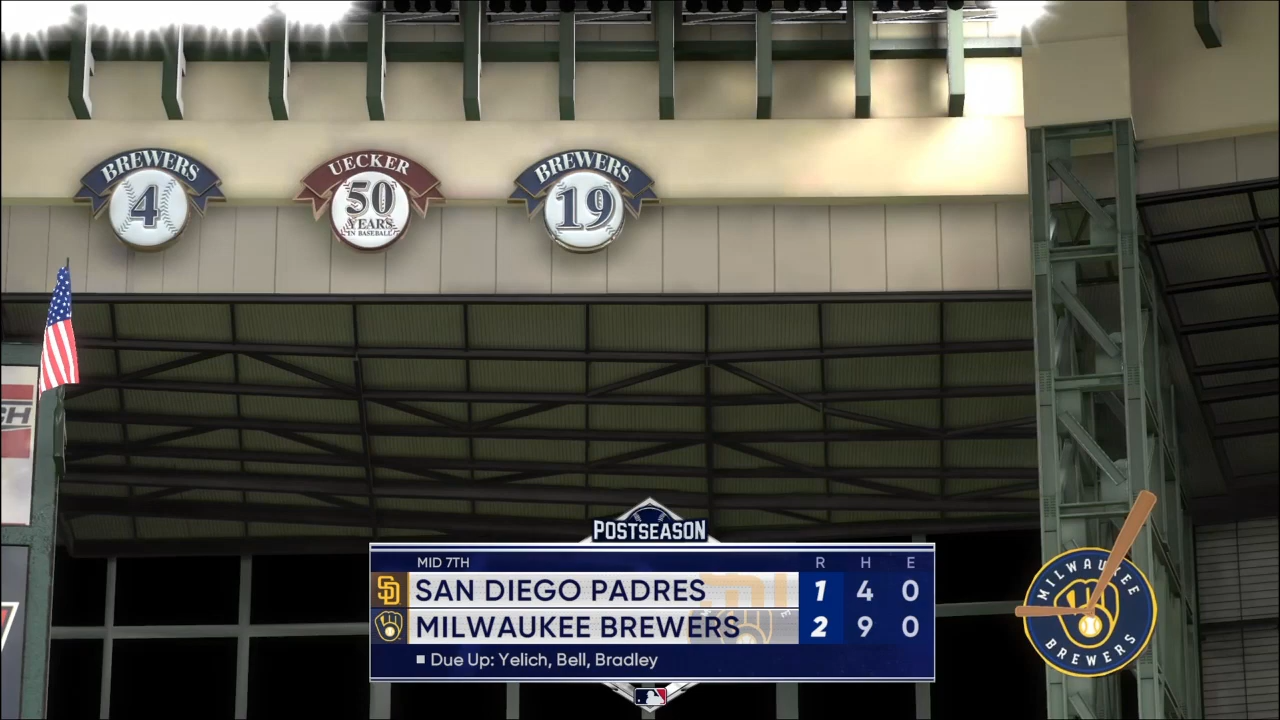 BREWERS
4
UECKER
50
YEARS
IN BASEBALL
BREWERS
19
SH
POSTSEASON
MID 7TH R H E
SD SAN DIEGO PADRES 1 4 0
MILWAUKEE BREWERS 2 9 0
Due Up: Yelich, Bell, Bradley
MILWAUKEE
BREWERS